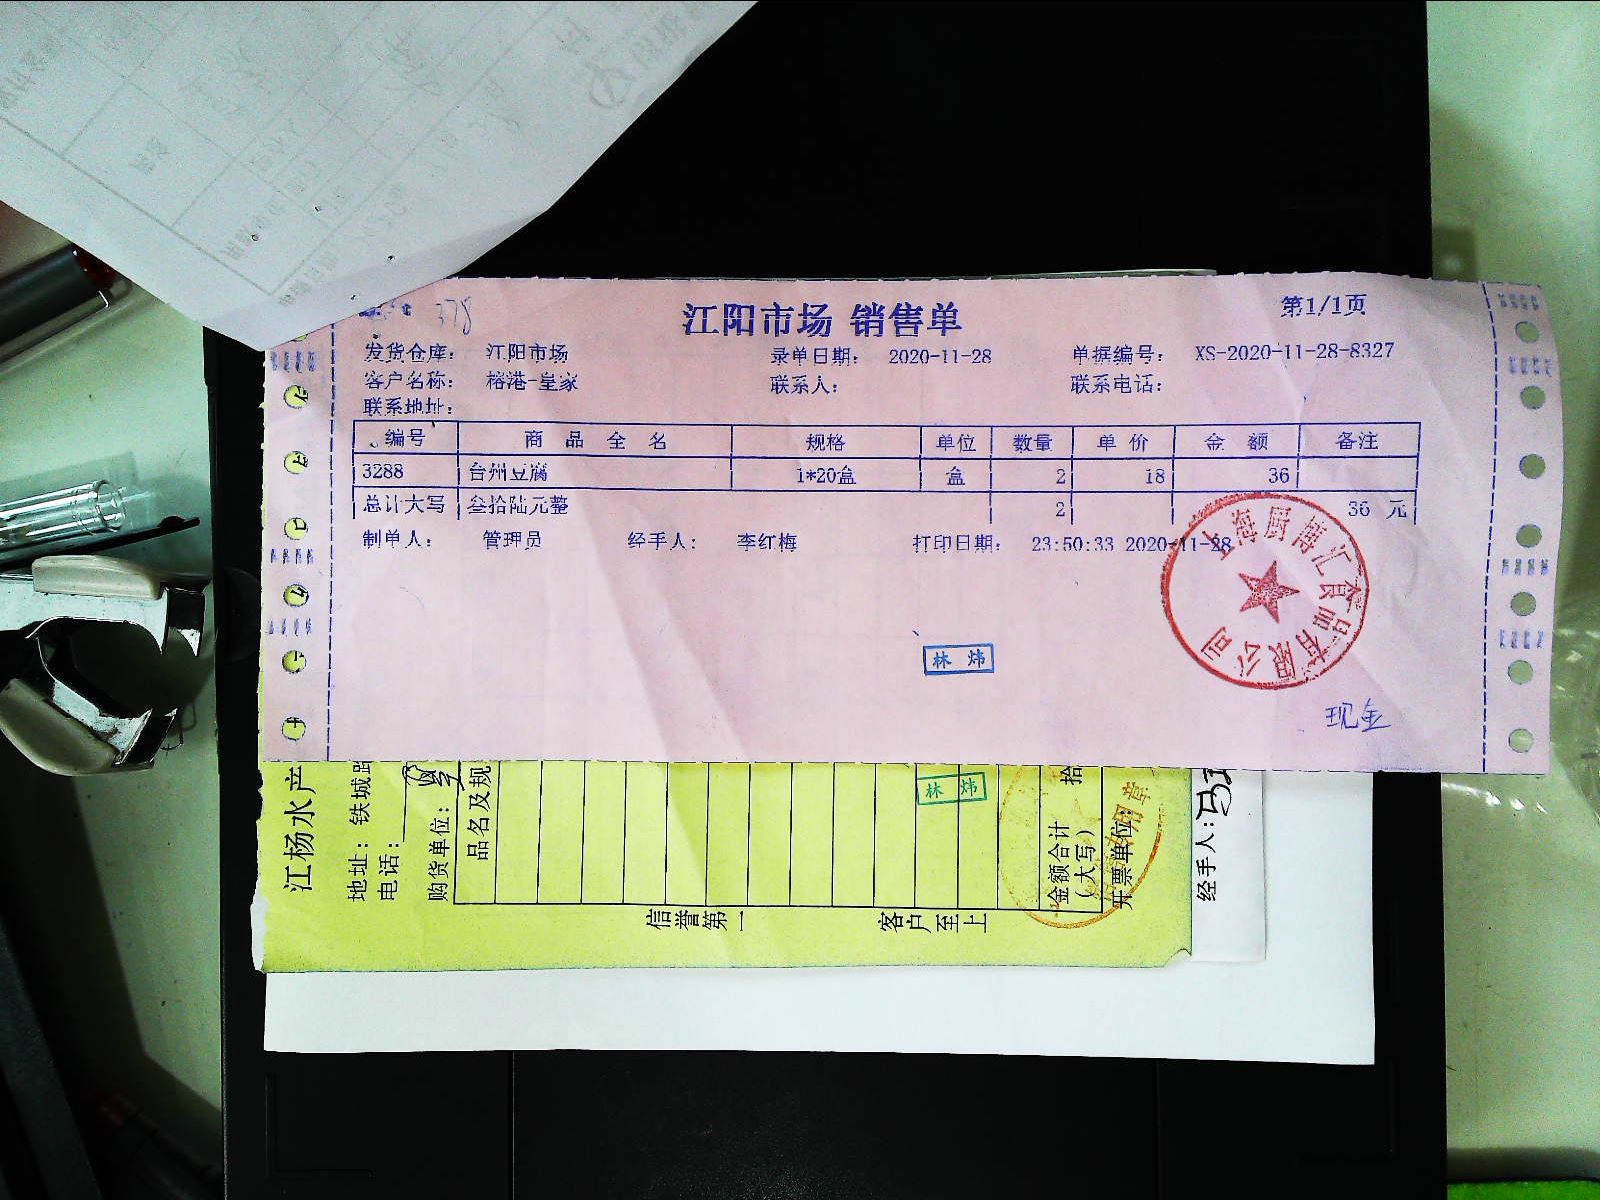 378
江阳市场 销售单
第1/1页
发货仓库： 江阳市场 录单日期： 2020-11-28 单据编号： XS-2020-11-28-8327
客户名称： 榕港-皇家 联系人： 联系电话：
联系地址：
编号 商品全名 规格 单位 数量 单价 金额 备注
3288 台州豆腐 1*20盒 盒 2 18 36
总计大写 叁拾陆元整 2 36 元
制单人： 管理员 经手人： 李红梅 打印日期： 23:50:33 2020-11-28
上海厨博汇食品有限公司
林炜
现金
江杨水产
地址：铁城路
电话：
购货单位：
品名及规
林炜
金额合计
（大写）
拾
开票单位：
用章
经手人：
信誉第一
客户至上